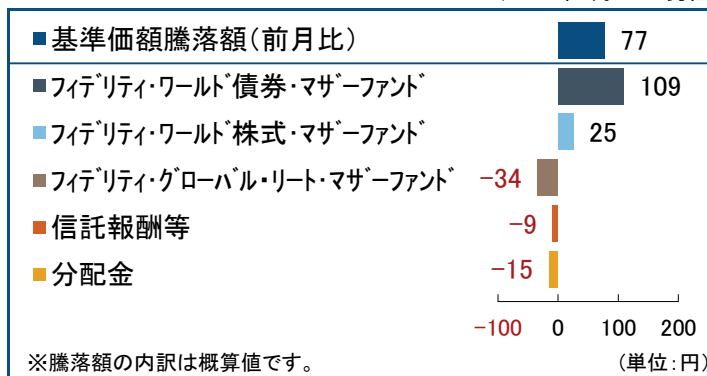 基準価額騰落額(前月比) 77
フィデリティ・ワールド債券・マザーファンド 109
フィデリティ・ワールド株式・マザーファンド 25
フィデリティ・グローバル・リート・マザーファンド -34
信託報酬等 -9
分配金 -15
-100 0 100 200
※騰落額の内訳は概算値です。 (単位:円)